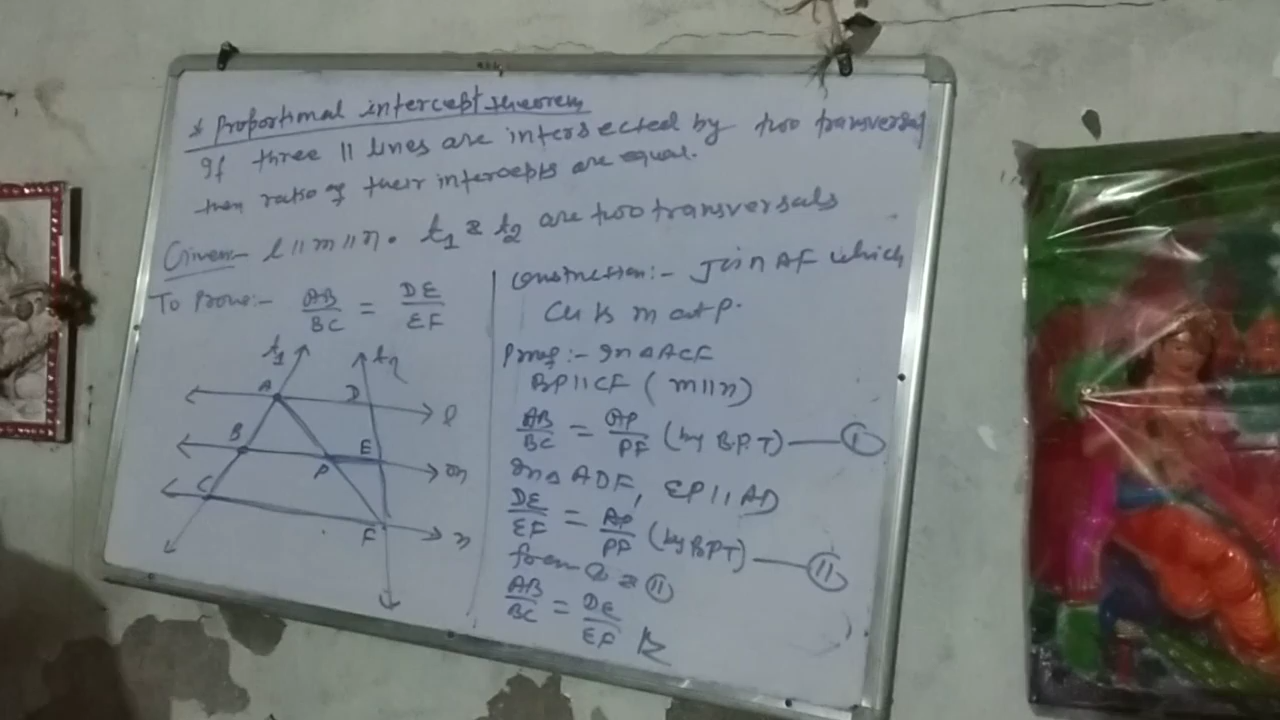 * Proportional intercept theorem
If three || lines are intersected by two transversal
then ratio of their intercepts are equal.
Given:- l || m || n. t1 & t2 are two transversals
To Prove:- AB/BC = DE/EF
t1 t2
A D l
B P E m
C F n
Construction:- Join AF which
cuts m at P.
Proof:- In △ ACF
BP || CF ( m || n )
AB/BC = AP/PF (by B.P.T) — I
In △ ADF, EP || AD
DE/EF = AP/PF (by BPT) — II
from & II
AB/BC = DE/EF